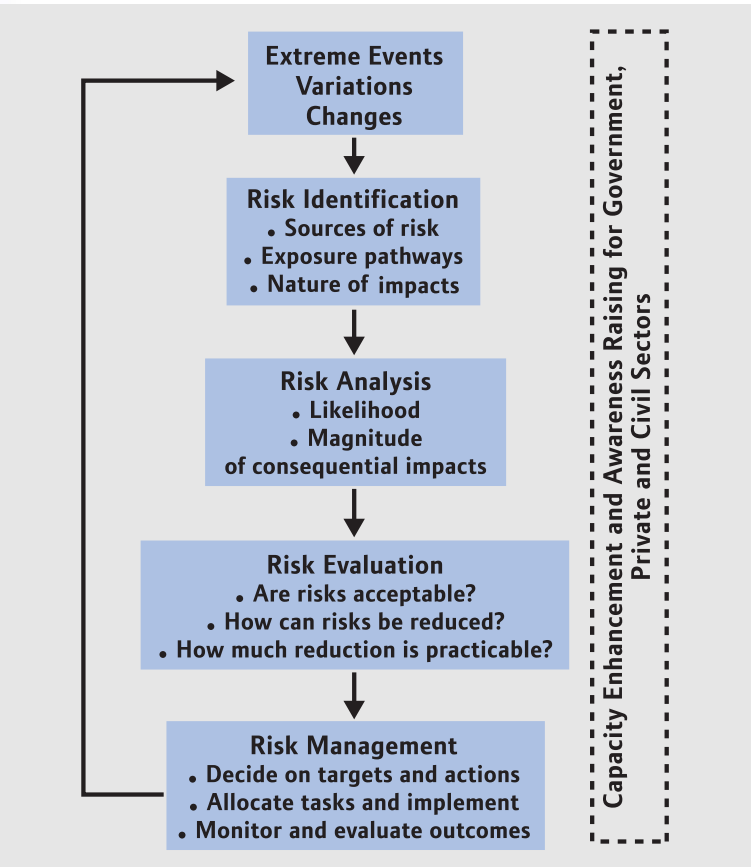 Extreme Events
Variations
Changes
Risk Identification
• Sources of risk
• Exposure pathways
• Nature of impacts
Risk Analysis
• Likelihood
• Magnitude
of consequential impacts
Risk Evaluation
• Are risks acceptable?
• How can risks be reduced?
• How much reduction is practicable?
Risk Management
• Decide on targets and actions
• Allocate tasks and implement
• Monitor and evaluate outcomes
Capacity Enhancement and Awareness Raising for Government,
Private and Civil Sectors